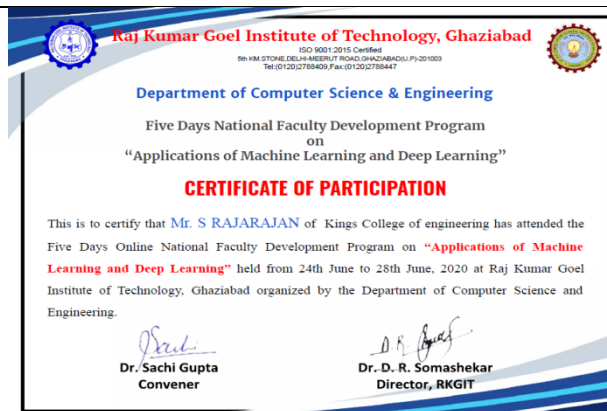 Raj Kumar Goel Institute of Technology, Ghaziabad
ISO 9001:2015 Certified
5th KM.STONE,DELHI-MEERUT ROAD,GHAZIABAD(U.P)-201003
Tel:(0120)2788409,Fax:(0120)2788447
Department of Computer Science & Engineering
Five Days National Faculty Development Program
on
“Applications of Machine Learning and Deep Learning”
CERTIFICATE OF PARTICIPATION
This is to certify that Mr. S RAJARAJAN of Kings College of engineering has attended the
Five Days Online National Faculty Development Program on “Applications of Machine
Learning and Deep Learning” held from 24th June to 28th June, 2020 at Raj Kumar Goel
Institute of Technology, Ghaziabad organized by the Department of Computer Science and
Engineering.
Dr. Sachi Gupta
Convener
Dr. D. R. Somashekar
Director, RKGIT